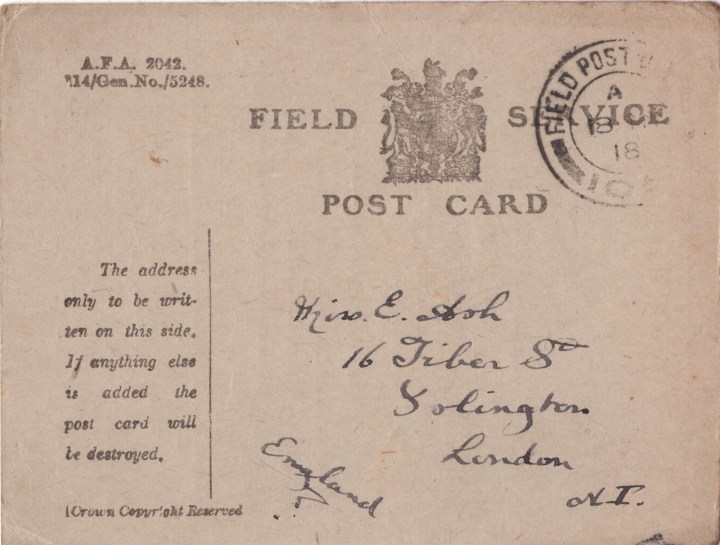 A.F.A. 2042.
114/Gen.No./5248.
FIELD SERVICE
POST CARD
FIELD POST
A
18
18
The address
only to be writ-
ten on this side.
If anything else
is added the
post card will
be destroyed.
Crown Copyright Reserved
Miss. E. Ash
16 Tiber St
Islington
London
N.I.
England